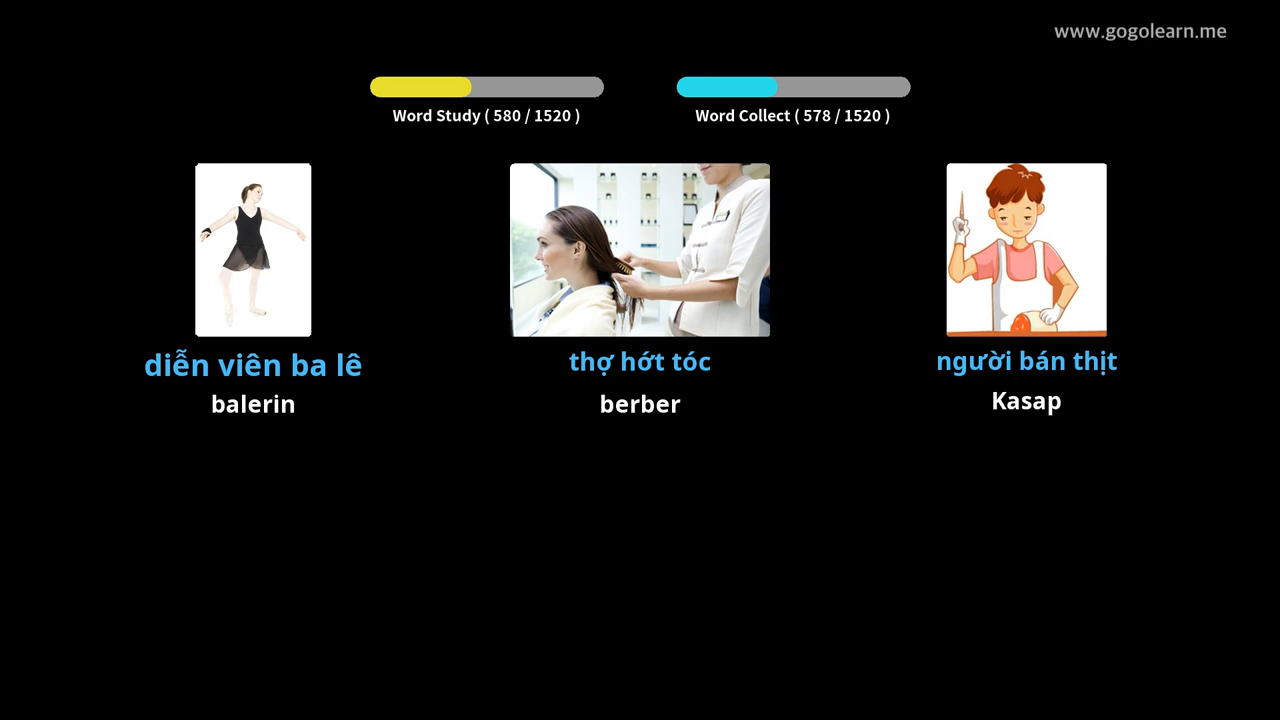 www.gogolearn.me
Word Study ( 580 / 1520 )
Word Collect ( 578 / 1520 )
diễn viên ba lê
thợ hớt tóc
người bán thịt
balerin
berber
Kasap